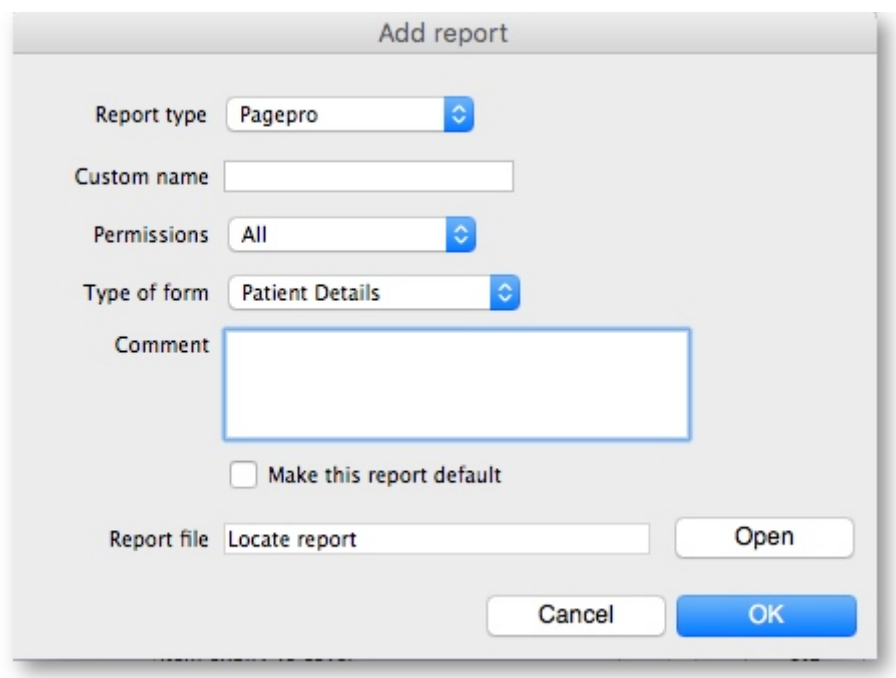 Add report
Report type Pagepro
Custom name
Permissions All
Type of form Patient Details
Comment
Make this report default
Report file Locate report Open
Cancel OK